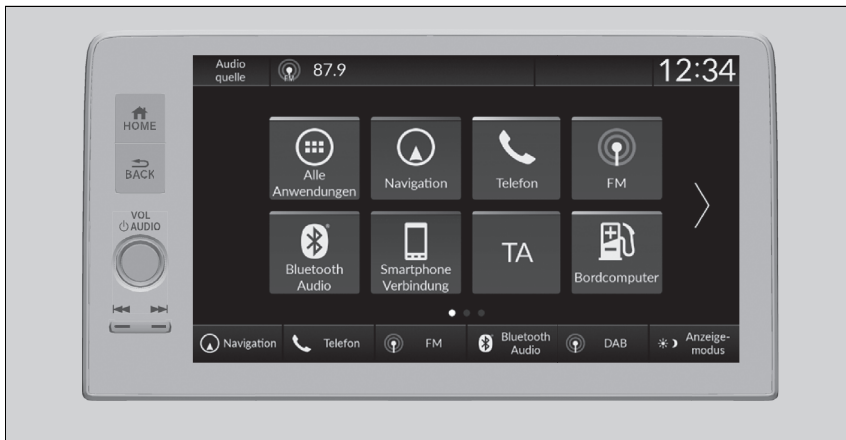 Audio
quelle
FM
87.9
12:34
HOME
BACK
VOL
AUDIO
Alle
Anwendungen
Navigation
Telefon
FM
Bluetooth
Audio
Smartphone
Verbindung
TA
Bordcomputer
Navigation
Telefon
FM
Bluetooth
Audio
DAB
Anzeige-
modus